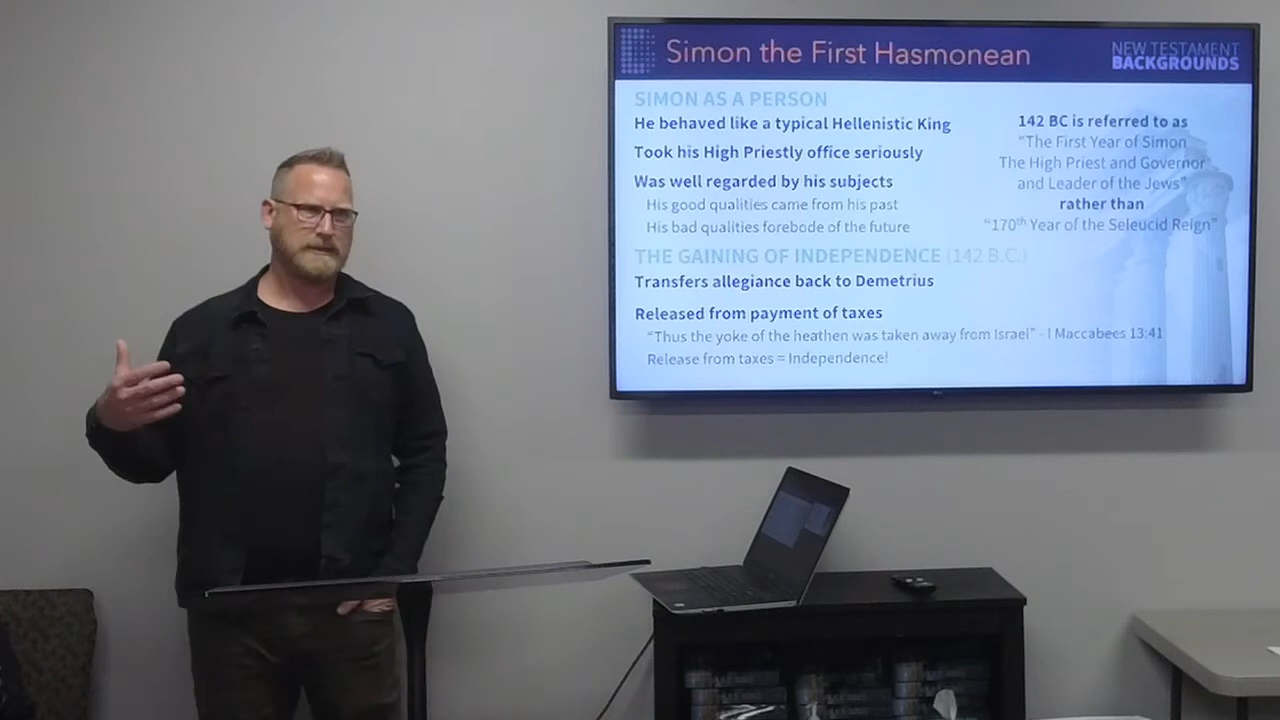 Simon the First Hasmonean
NEW TESTAMENT
BACKGROUNDS
SIMON AS A PERSON
He behaved like a typical Hellenistic King
Took his High Priestly office seriously
Was well regarded by his subjects
His good qualities came from his past
His bad qualities forebode of the future
142 BC is referred to as
“The First Year of Simon
The High Priest and Governor
and Leader of the Jews”
rather than
“170th Year of the Seleucid Reign”
THE GAINING OF INDEPENDENCE (142 B.C.)
Transfers allegiance back to Demetrius
Released from payment of taxes
“Thus the yoke of the heathen was taken away from Israel” - I Maccabees 13:41
Release from taxes = Independence!